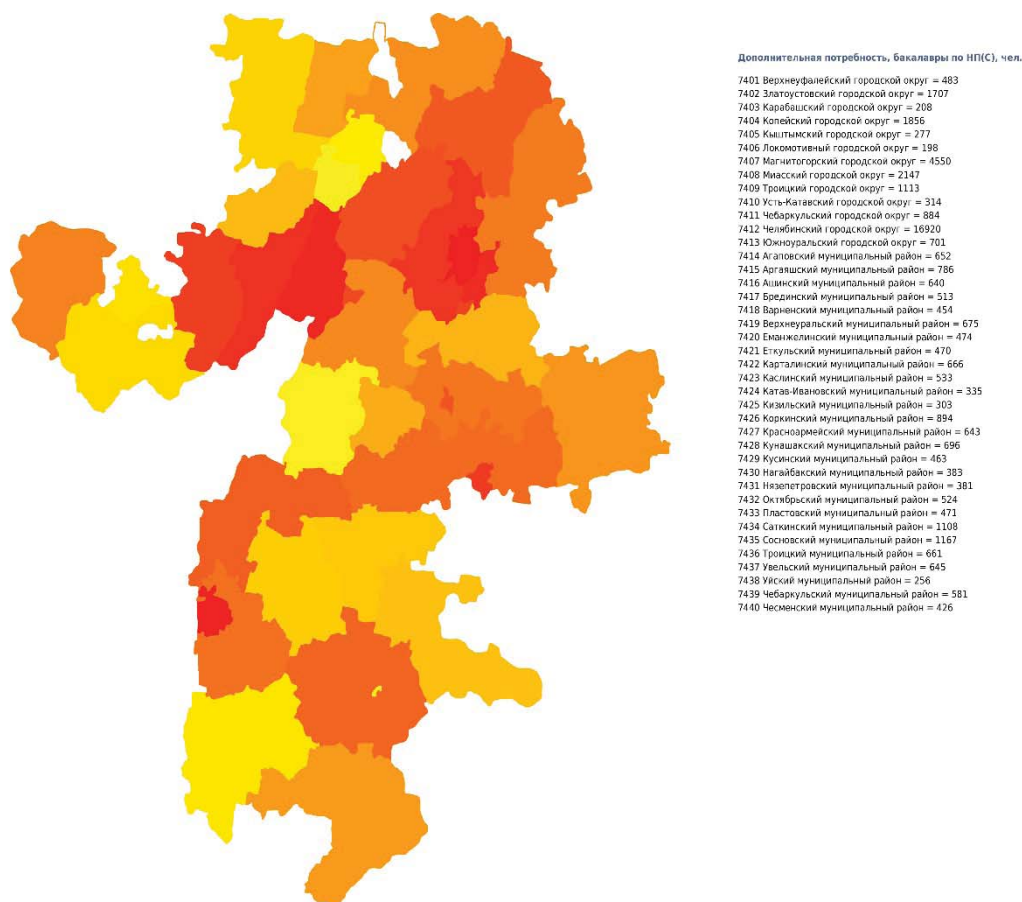 Дополнительная потребность, бакалавры по НП(С), чел.
7401 Верхнеуфалейский городской округ = 483
7402 Златоустовский городской округ = 1707
7403 Карабашский городской округ = 208
7404 Копейский городской округ = 1856
7405 Кыштымский городской округ = 277
7406 Локомотивный городской округ = 198
7407 Магнитогорский городской округ = 4550
7408 Миасский городской округ = 2147
7409 Троицкий городской округ = 1113
7410 Усть-Катавский городской округ = 314
7411 Чебаркульский городской округ = 884
7412 Челябинский городской округ = 16920
7413 Южноуральский городской округ = 701
7414 Агаповский муниципальный район = 652
7415 Аргаяшский муниципальный район = 786
7416 Ашинский муниципальный район = 640
7417 Брединский муниципальный район = 513
7418 Варненский муниципальный район = 454
7419 Верхнеуральский муниципальный район = 675
7420 Еманжелинский муниципальный район = 474
7421 Еткульский муниципальный район = 470
7422 Карталинский муниципальный район = 666
7423 Каслинский муниципальный район = 533
7424 Катав-Ивановский муниципальный район = 335
7425 Кизильский муниципальный район = 303
7426 Коркинский муниципальный район = 894
7427 Красноармейский муниципальный район = 643
7428 Кунашакский муниципальный район = 696
7429 Кусинский муниципальный район = 463
7430 Нагайбакский муниципальный район = 383
7431 Нязепетровский муниципальный район = 381
7432 Октябрьский муниципальный район = 524
7433 Пластовский муниципальный район = 471
7434 Саткинский муниципальный район = 1108
7435 Сосновский муниципальный район = 1167
7436 Троицкий муниципальный район = 661
7437 Увельский муниципальный район = 645
7438 Уйский муниципальный район = 256
7439 Чебаркульский муниципальный район = 581
7440 Чесменский муниципальный район = 426